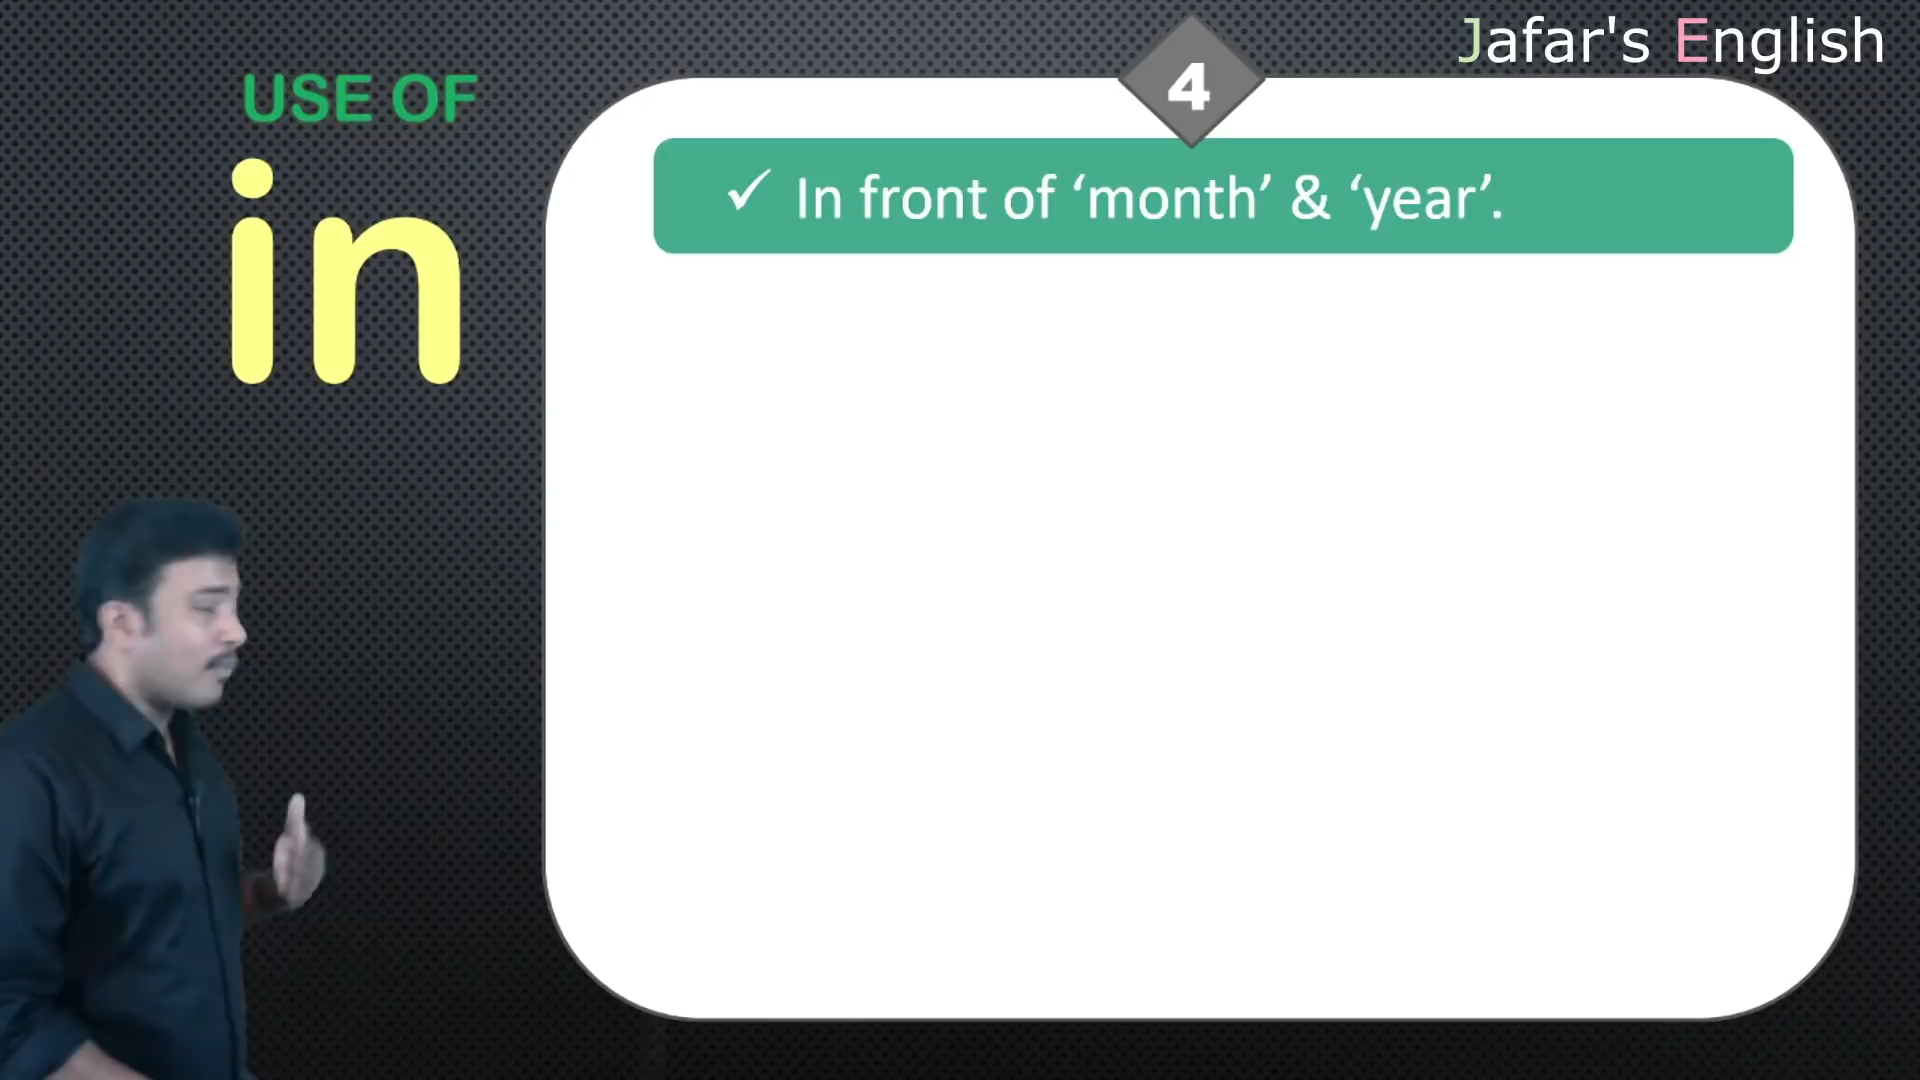 Jafar's English
USE OF
in
4
✓ In front of ‘month’ & ‘year’.